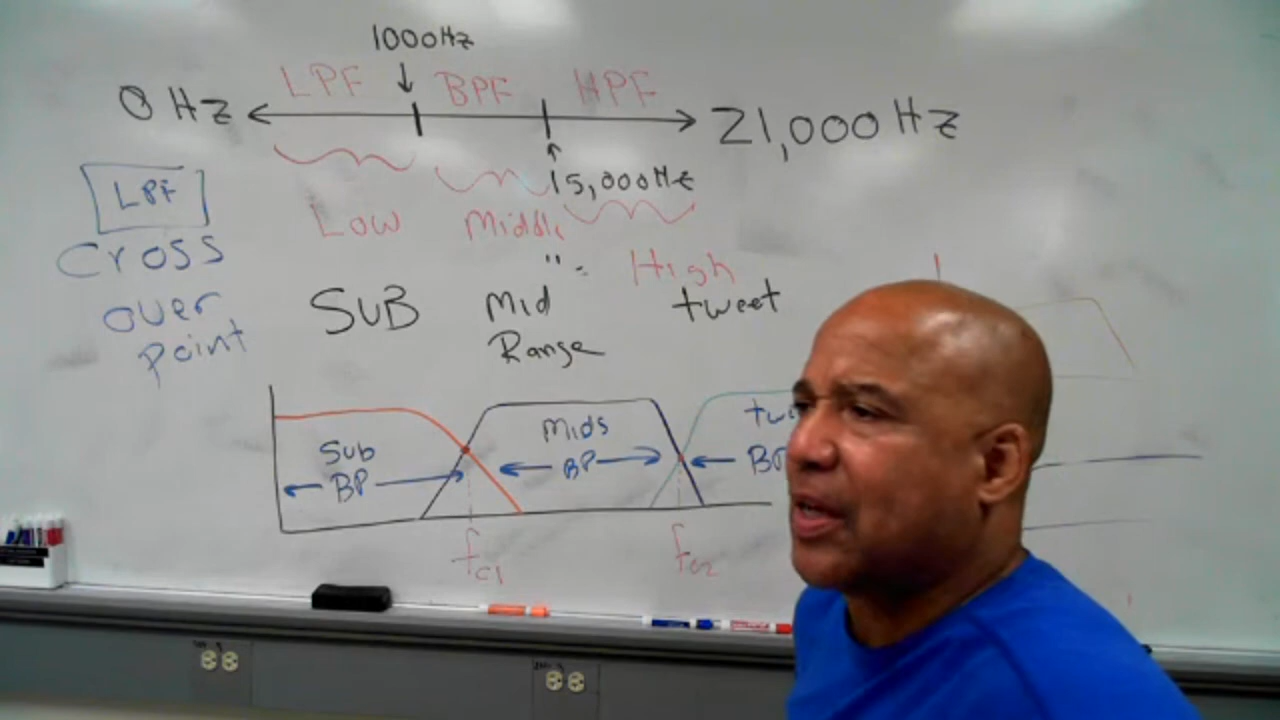 1000Hz
LPF BPF HPF
0 Hz 21,000 Hz
15,000Hz
LPF
Cross
over
Point
Low Middle
" High
SUB Mid tweet
Range
Sub Mids
BP BP
fc1 fc2